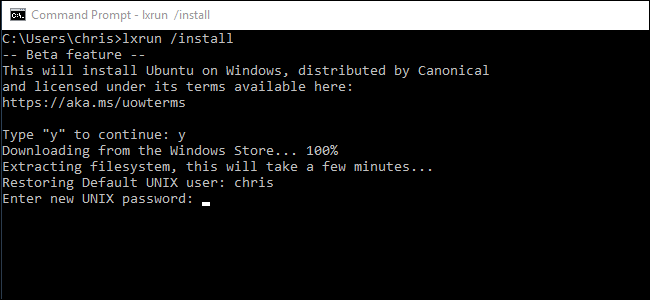 Command Prompt - lxrun  /install
C:\Users\chris>lxrun /install
-- Beta feature --
This will install Ubuntu on Windows, distributed by Canonical
and licensed under its terms available here:
https://aka.ms/uowterms
Type "y" to continue: y
Downloading from the Windows Store... 100%
Extracting filesystem, this will take a few minutes...
Restoring Default UNIX user: chris
Enter new UNIX password: